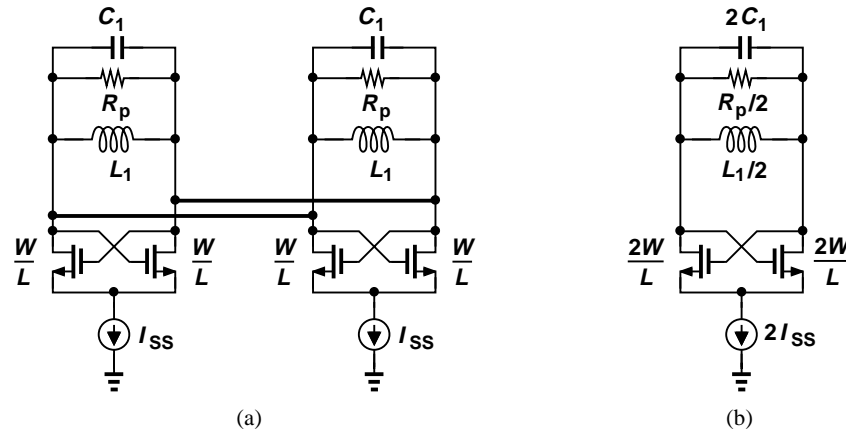 C1 C1 2C1
Rp Rp Rp/2
L1 L1 L1/2
W/L W/L W/L W/L 2W/L 2W/L
ISS ISS 2ISS
(a) (b)